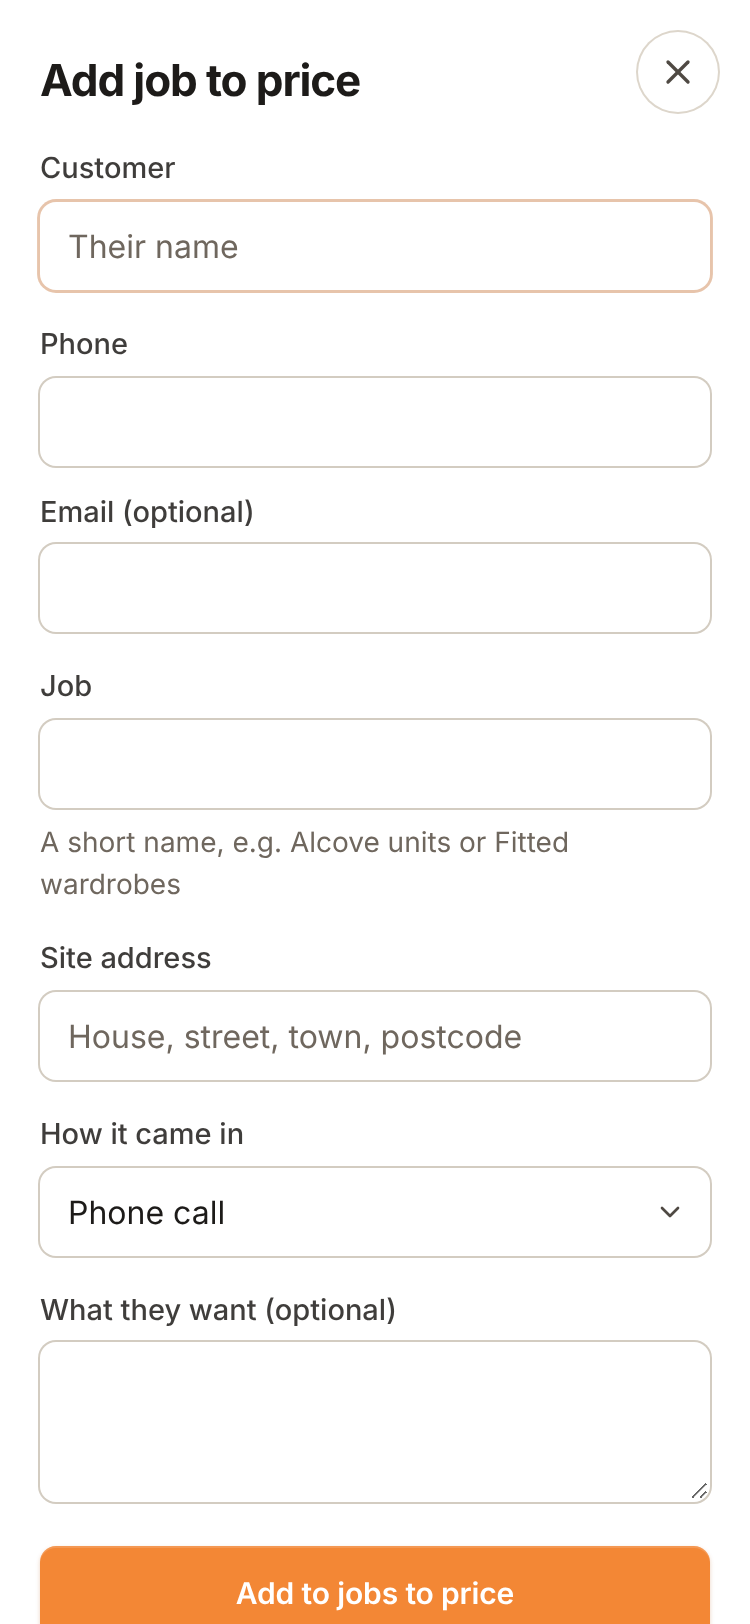 Add job to price
Customer
Their name
Phone
Email (optional)
Job
A short name, e.g. Alcove units or Fitted
wardrobes
Site address
House, street, town, postcode
How it came in
Phone call
What they want (optional)
Add to jobs to price